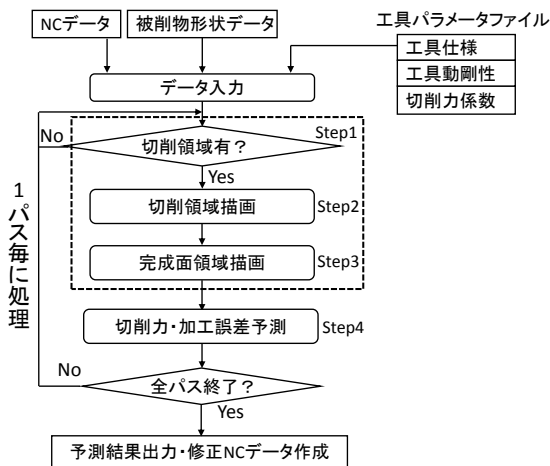 NCデータ
被削物形状データ
工具パラメータファイル
工具仕様
工具動剛性
切削力係数
データ入力
No
Step1
切削領域有？
Yes
切削領域描画
Step2
完成面領域描画
Step3
1パス毎に処理
切削力・加工誤差予測
Step4
No
全パス終了？
Yes
予測結果出力・修正NCデータ作成